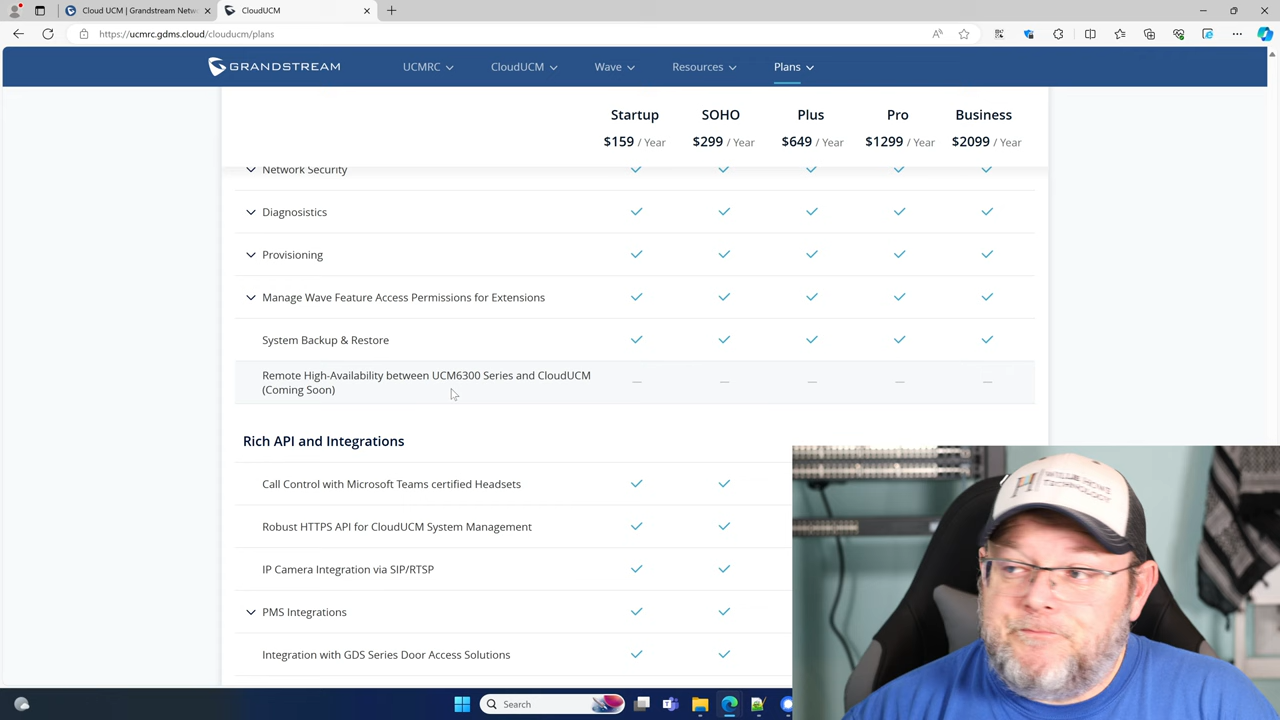 Cloud UCM | Grandstream Netw
CloudUCM
https://ucmrc.gdms.cloud/cloucm/plans
GRANDSTREAM
UCMRC
CloudUCM
Wave
Resources
Plans
Startup
SOHO
Plus
Pro
Business
$159 / Year
$299 / Year
$649 / Year
$1299 / Year
$2099 / Year
Network Security
Diagnosistics
Provisioning
Manage Wave Feature Access Permissions for Extensions
System Backup & Restore
Remote High-Availability between UCM6300 Series and CloudUCM
(Coming Soon)
Rich API and Integrations
Call Control with Microsoft Teams certified Headsets
Robust HTTPS API for CloudUCM System Management
IP Camera Integration via SIP/RTSP
PMS Integrations
Integration with GDS Series Door Access Solutions
WILLIE HOWE
TECHNOLOGY
Search